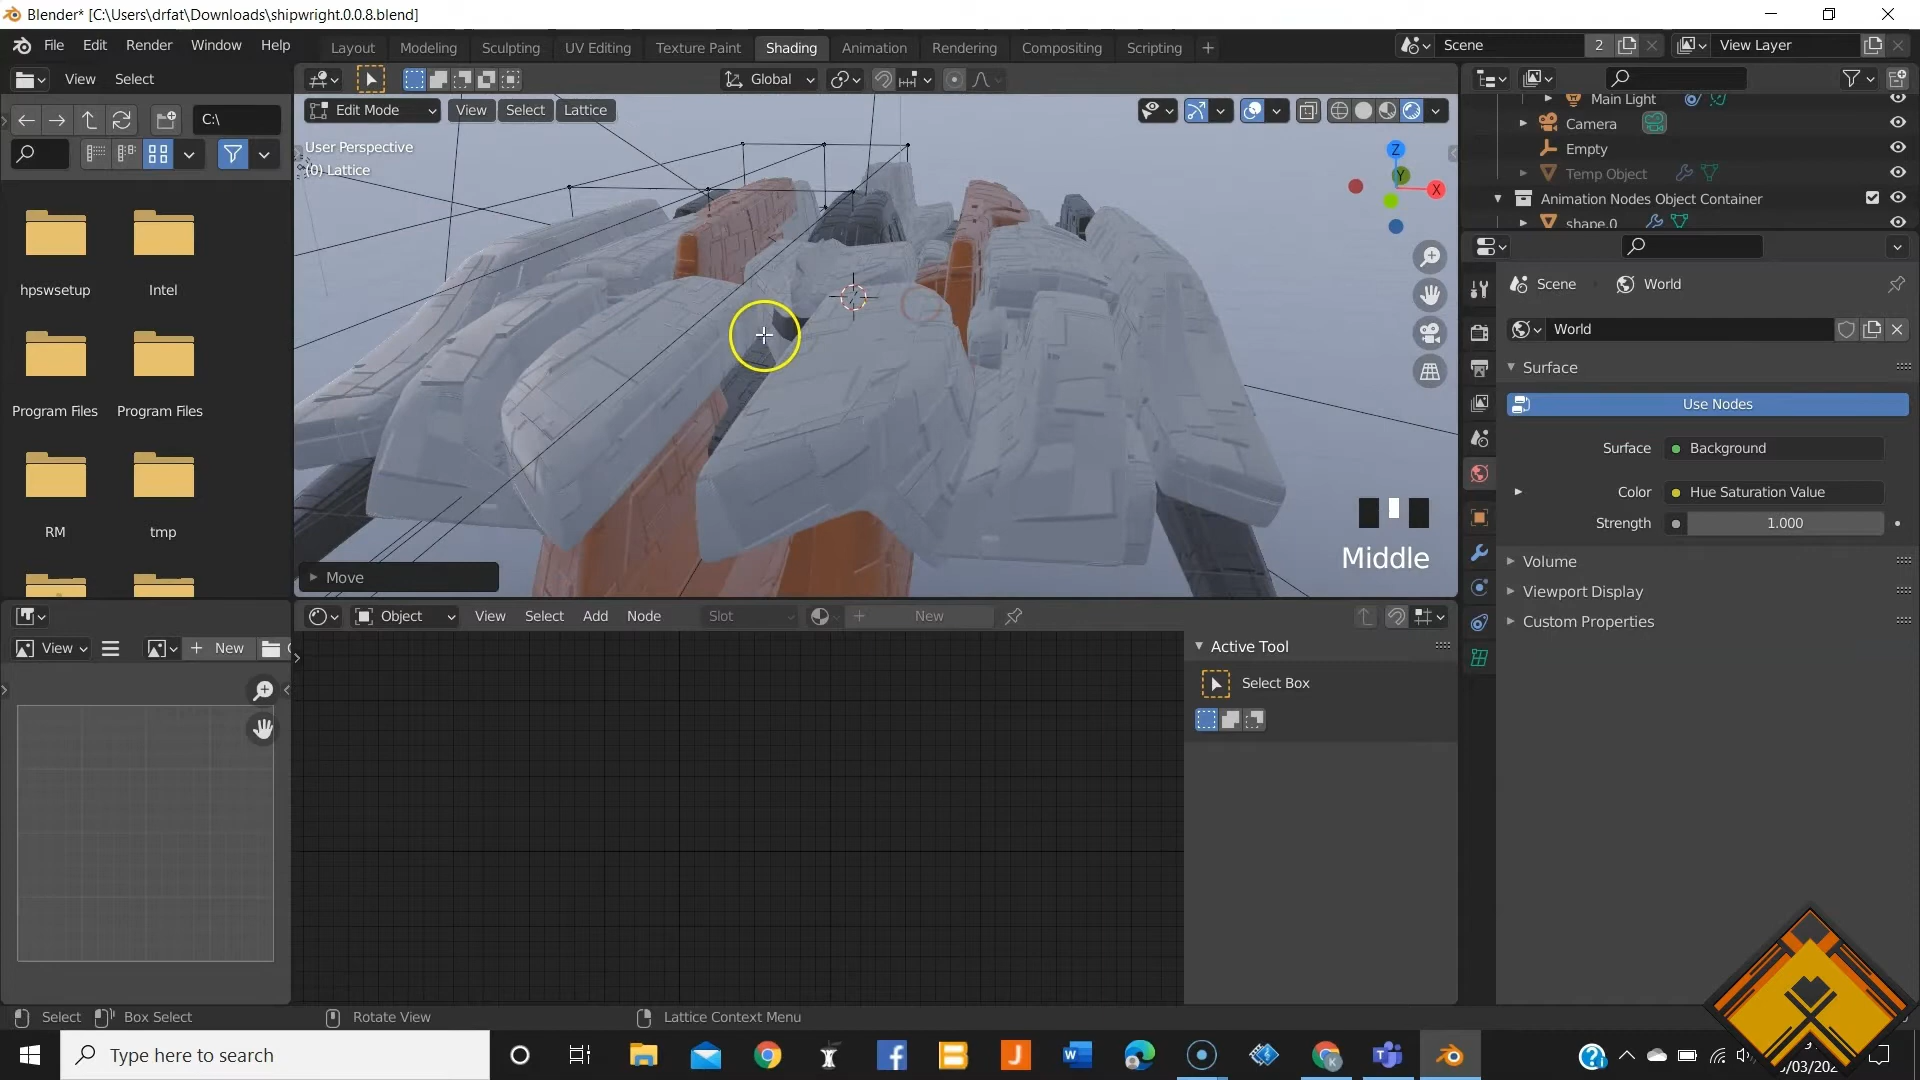 Blender* [C:\Users\drfat\Downloads\shipwright.0.0.8.blend]
File Edit Render Window Help
Layout Modeling Sculpting UV Editing Texture Paint Shading Animation Rendering Compositing Scripting +
Scene 2 View Layer
View Select
Global
C:\
Edit Mode View Select Lattice
User Perspective
(0) Lattice
Z
Y
X
hpswsetup Intel
Program Files Program Files
RM tmp
Middle
Move
Main Light
Camera
Empty
Temp Object
Animation Nodes Object Container
shape.0
Scene World
World
Surface
Use Nodes
Surface Background
Color Hue Saturation Value
Strength 1.000
Volume
Viewport Display
Custom Properties
Object View Select Add Node Slot + New
View + New
Active Tool
Select Box
Select Box Select Rotate View Lattice Context Menu
Type here to search